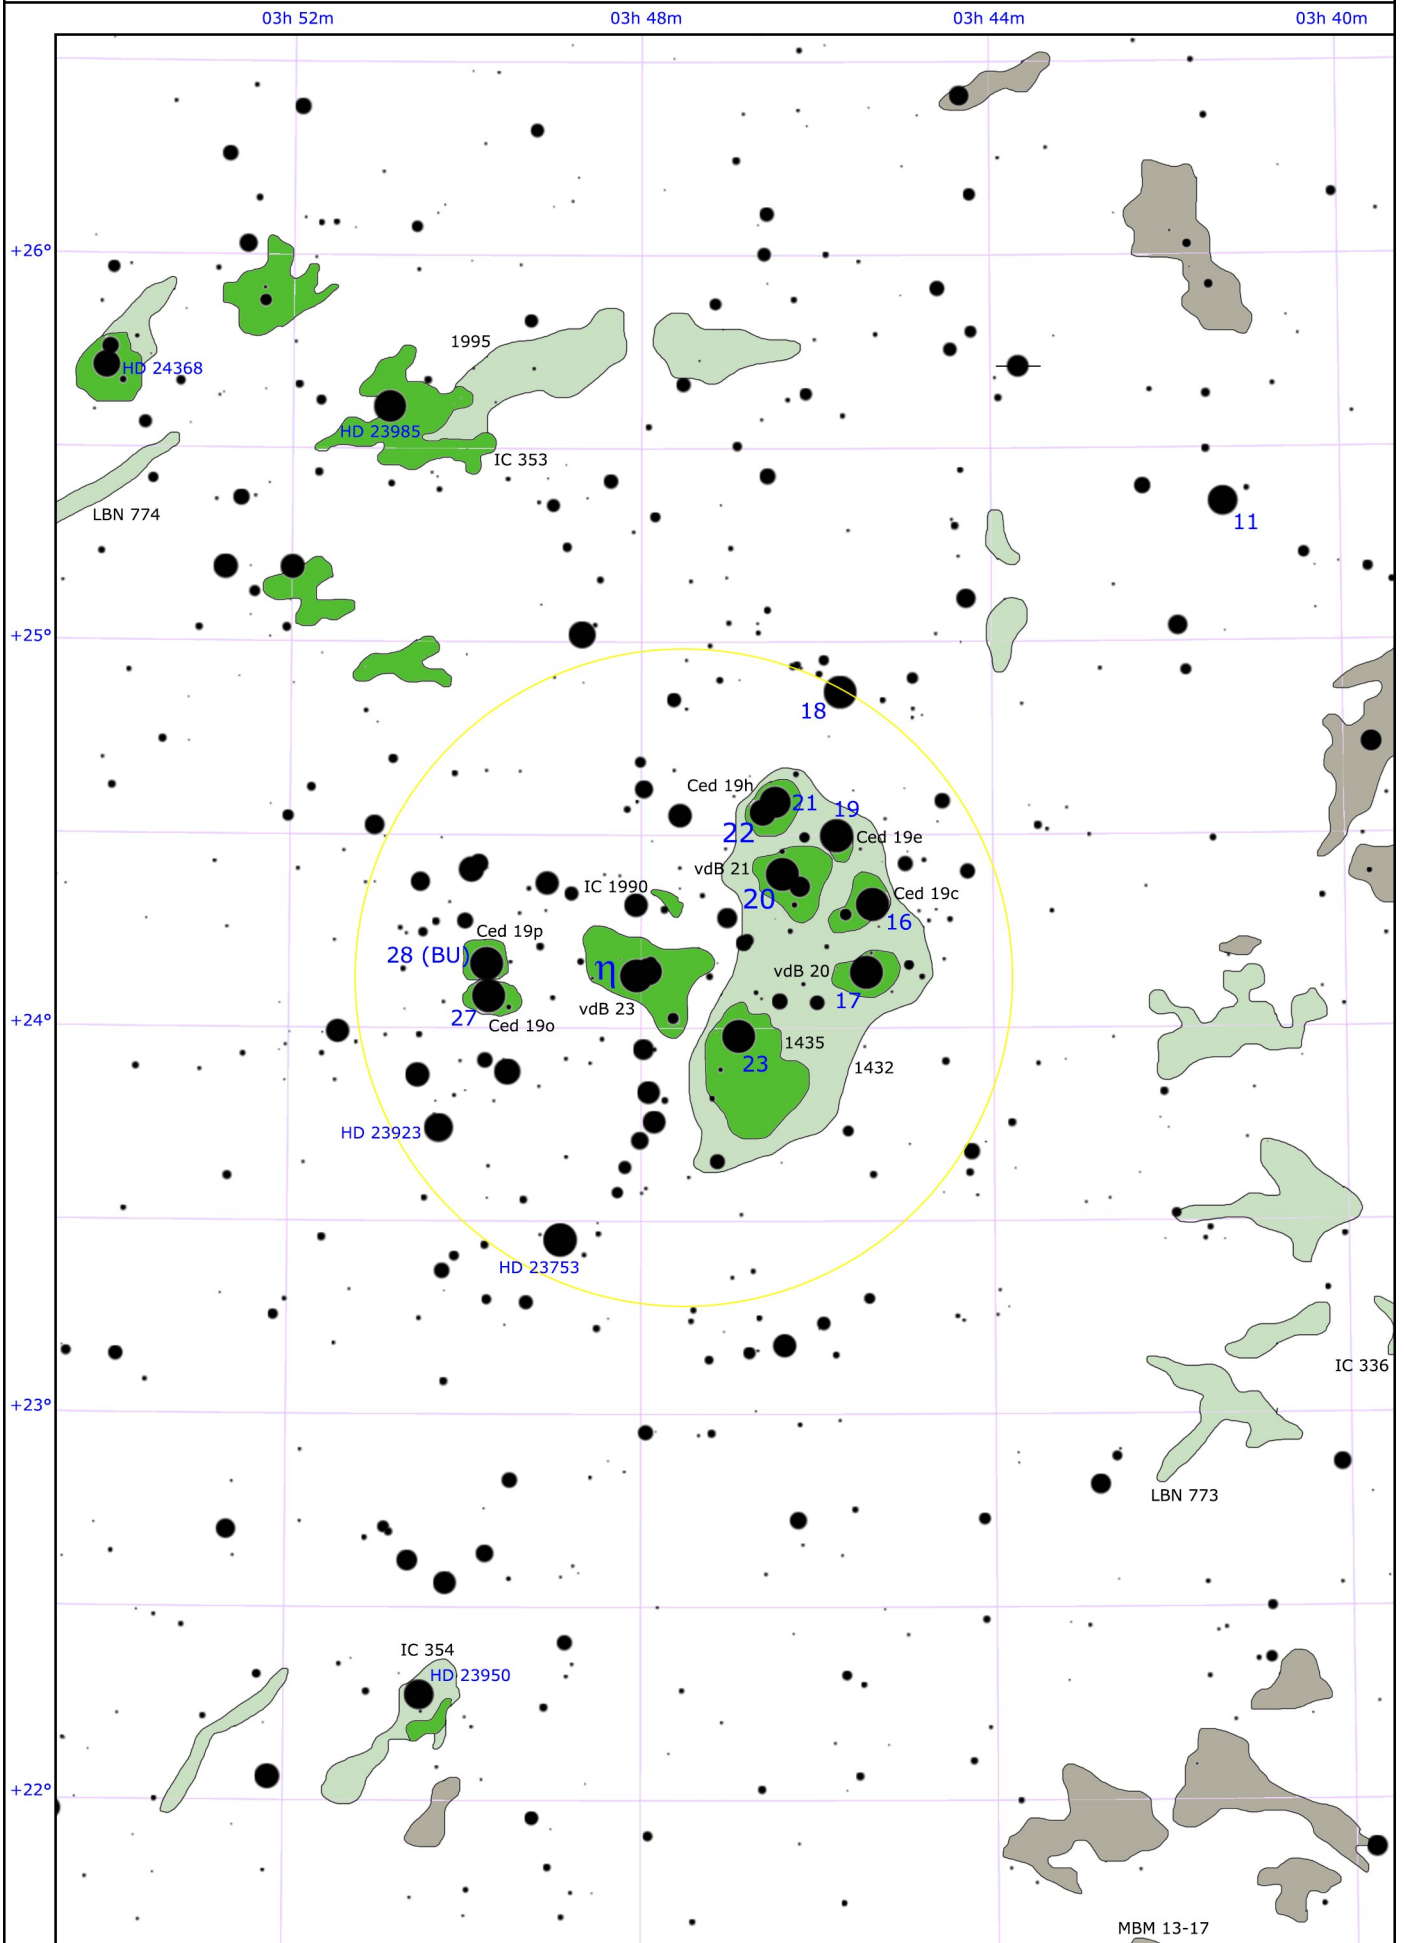 03h 52m
03h 48m
03h 44m
03h 40m
+26°
1995
HD 24368
HD 23985
IC 353
LBN 774
11
+25°
18
Ced 19h
21
19
22
Ced 19e
vdB 21
IC 1990
20
Ced 19c
16
Ced 19p
28 (BU)
η
vdB 20
17
vdB 23
27
Ced 19o
+24°
1435
23
1432
HD 23923
HD 23753
IC 336
+23°
LBN 773
IC 354
HD 23950
+22°
MBM 13-17